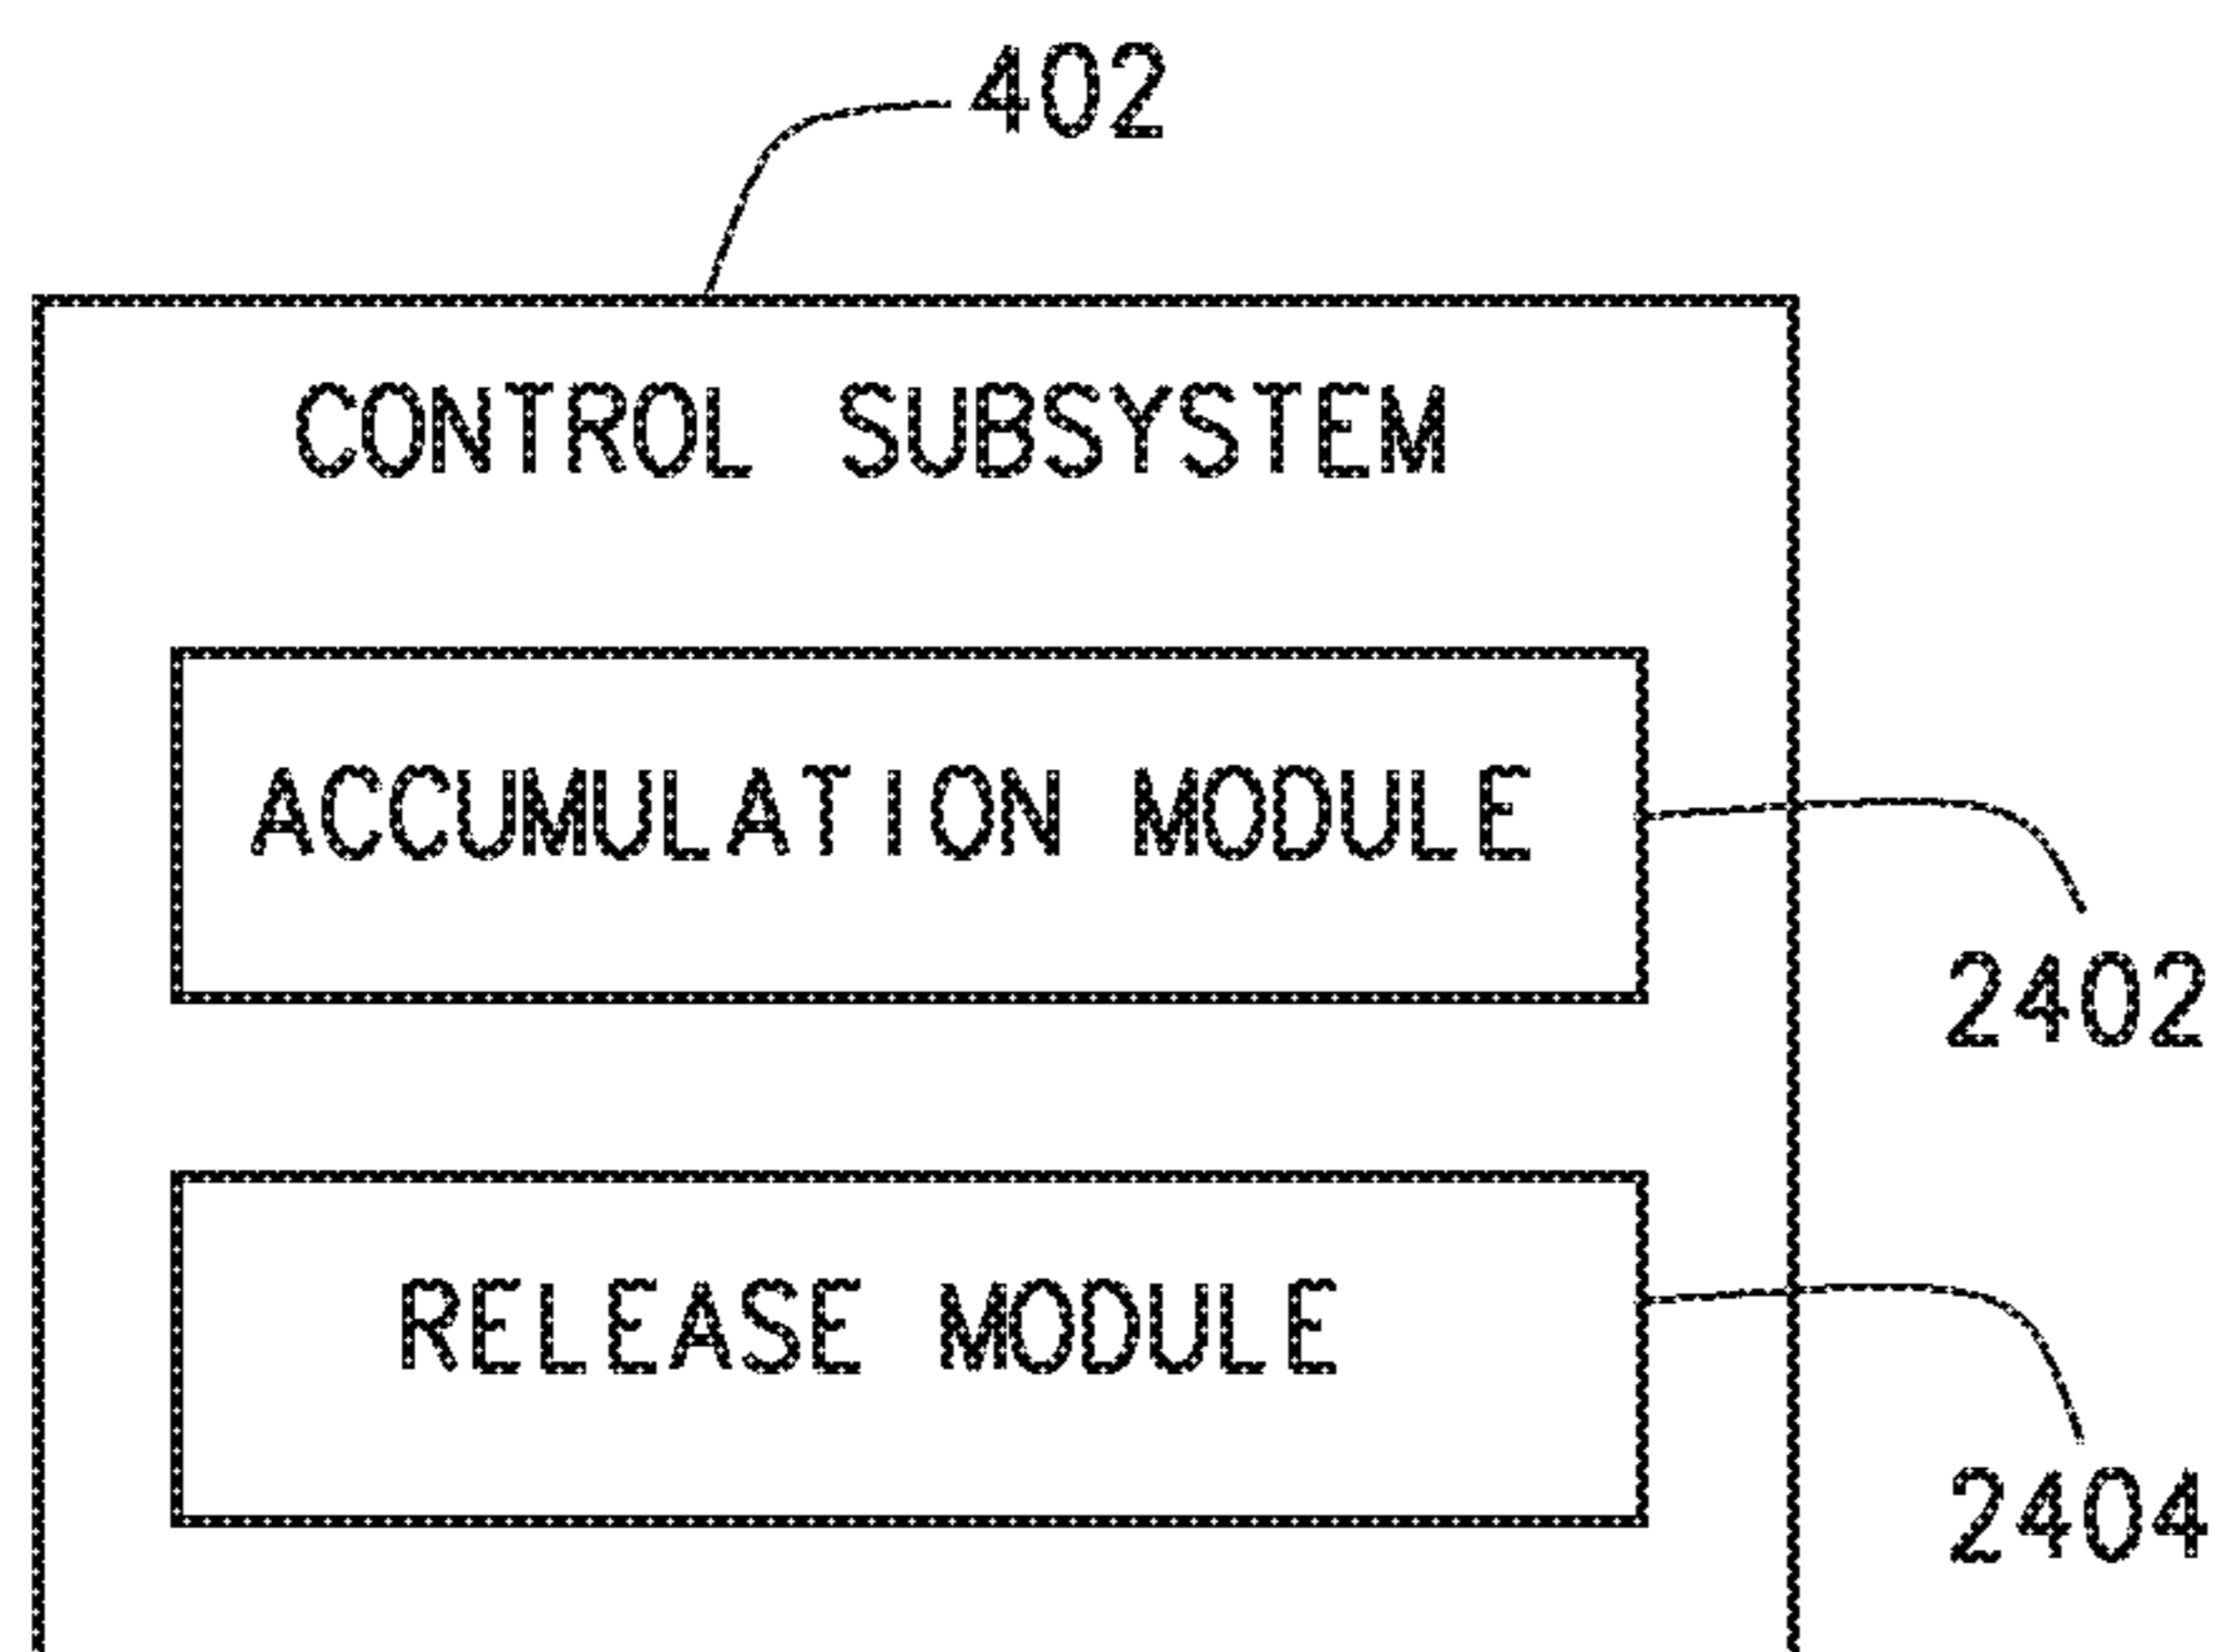 402
CONTROL SUBSYSTEM
ACCUMULATION MODULE
2402
RELEASE MODULE
2404